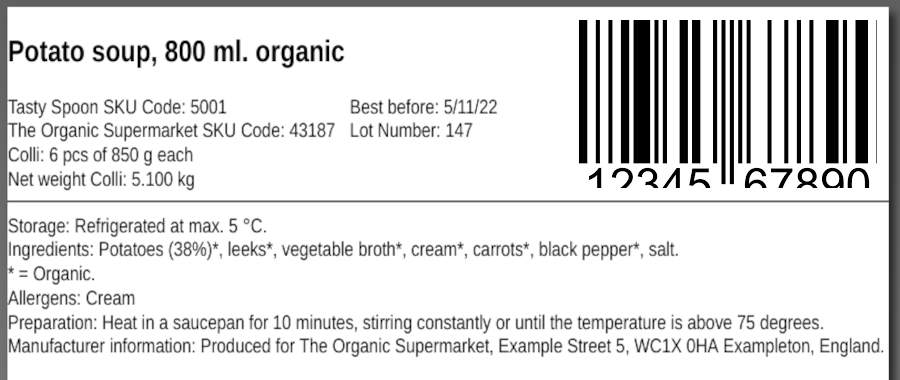 Potato soup, 800 ml. organic
Tasty Spoon SKU Code: 5001
Best before: 5/11/22
The Organic Supermarket SKU Code: 43187
Lot Number: 147
Colli: 6 pcs of 850 g each
Net weight Colli: 5.100 kg
12345 67890
Storage: Refrigerated at max. 5 °C.
Ingredients: Potatoes (38%)*, leeks*, vegetable broth*, cream*, carrots*, black pepper*, salt.
* = Organic.
Allergens: Cream
Preparation: Heat in a saucepan for 10 minutes, stirring constantly or until the temperature is above 75 degrees.
Manufacturer information: Produced for The Organic Supermarket, Example Street 5, WC1X 0HA Exampleton, England.